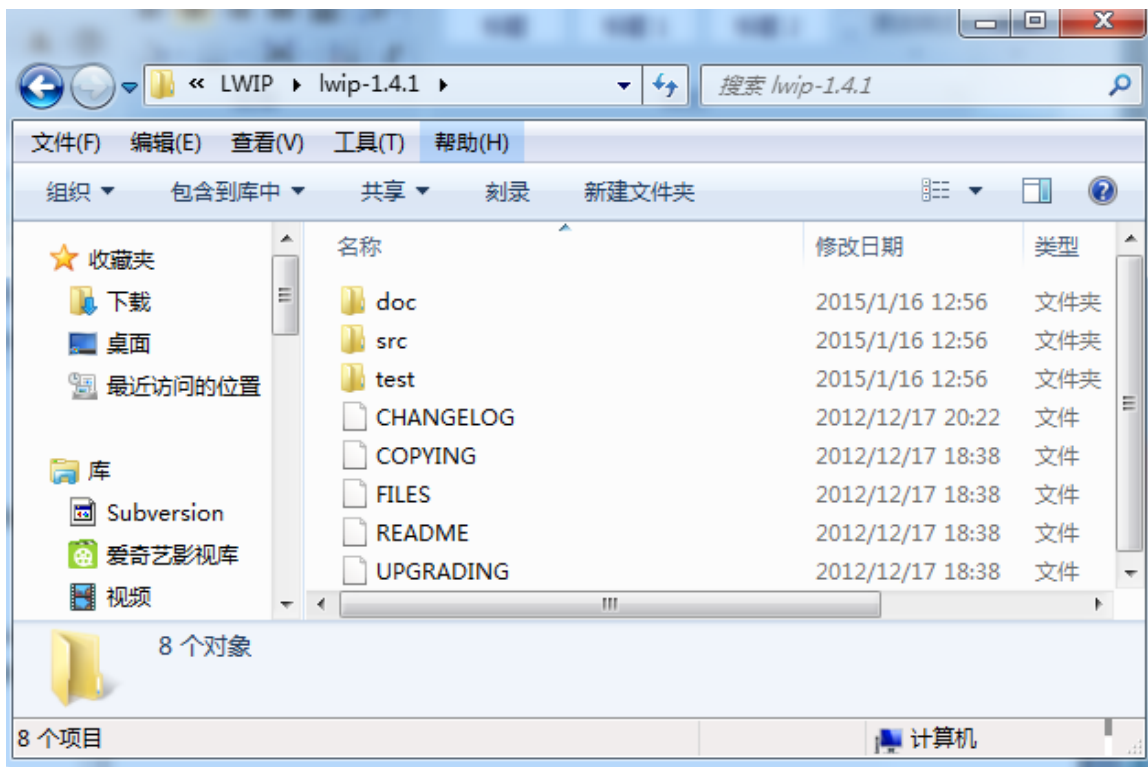 « LWIP lwip-1.4.1 搜索 lwip-1.4.1
文件(F) 编辑(E) 查看(V) 工具(T) 帮助(H)
组织 包含到库中 共享 刻录 新建文件夹
收藏夹
下载
桌面
最近访问的位置
库
Subversion
爱奇艺影视库
视频
名称 修改日期 类型
doc 2015/1/16 12:56 文件夹
src 2015/1/16 12:56 文件夹
test 2015/1/16 12:56 文件夹
CHANGELOG 2012/12/17 20:22 文件
COPYING 2012/12/17 18:38 文件
FILES 2012/12/17 18:38 文件
README 2012/12/17 18:38 文件
UPGRADING 2012/12/17 18:38 文件
8 个对象
8 个项目 计算机